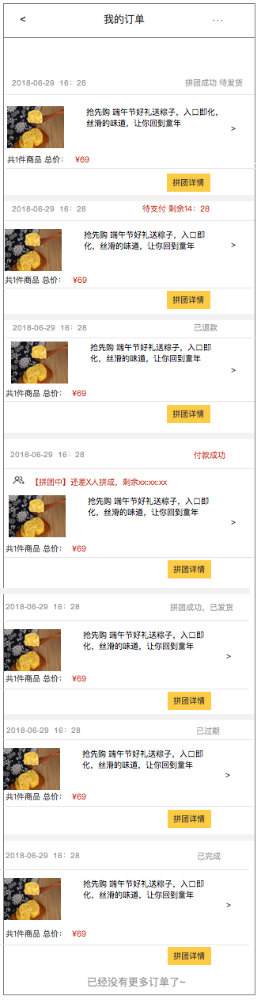 < 我的订单 ...
2018-06-29 16：28 拼团成功 待发货
抢先购 端午节好礼送粽子，入口即化，
丝滑的味道，让你回到童年
>
共1件商品 总价： ¥69
拼团详情
2018-06-29 16：28 待支付 剩余14：28
抢先购 端午节好礼送粽子，入口即
化，丝滑的味道，让你回到童年
>
共1件商品 总价： ¥69
拼团详情
2018-06-29 16：28 已退款
抢先购 端午节好礼送粽子，入口即
化，丝滑的味道，让你回到童年
>
共1件商品 总价： ¥69
拼团详情
2018-06-29 16：28 付款成功
【拼团中】还差X人拼成，剩余xx:xx:xx
抢先购 端午节好礼送粽子，入口即
化，丝滑的味道，让你回到童年
>
共1件商品 总价： ¥69
拼团详情
2018-06-29 16：28 拼团成功，已发货
抢先购 端午节好礼送粽子，入口即
化，丝滑的味道，让你回到童年
>
共1件商品 总价： ¥69
拼团详情
2018-06-29 16：28 已过期
抢先购 端午节好礼送粽子，入口即
化，丝滑的味道，让你回到童年
>
共1件商品 总价： ¥69
拼团详情
2018-06-29 16：28 已完成
抢先购 端午节好礼送粽子，入口即
化，丝滑的味道，让你回到童年
>
共1件商品 总价： ¥69
拼团详情
已经没有更多订单了~